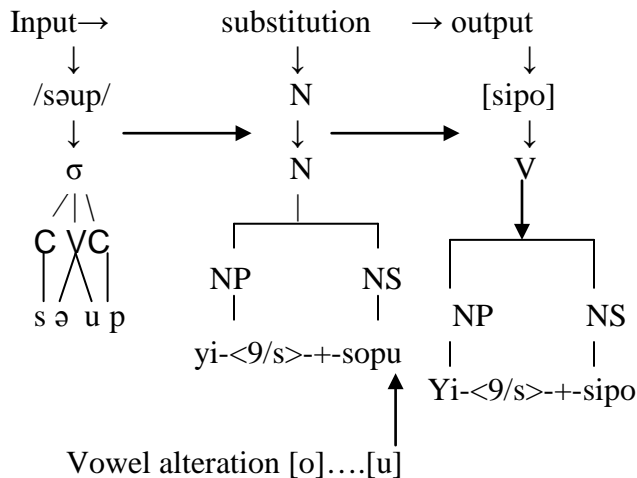 Input→ substitution → output
↓ ↓ ↓
/səup/ N [sipo]
↓ ↓ ↓
σ N V
C V C
NP NS
s ə u p
NP NS
yi-<9/s>-+-sopu
Yi-<9/s>-+-sipo
Vowel alteration [o]….[u]